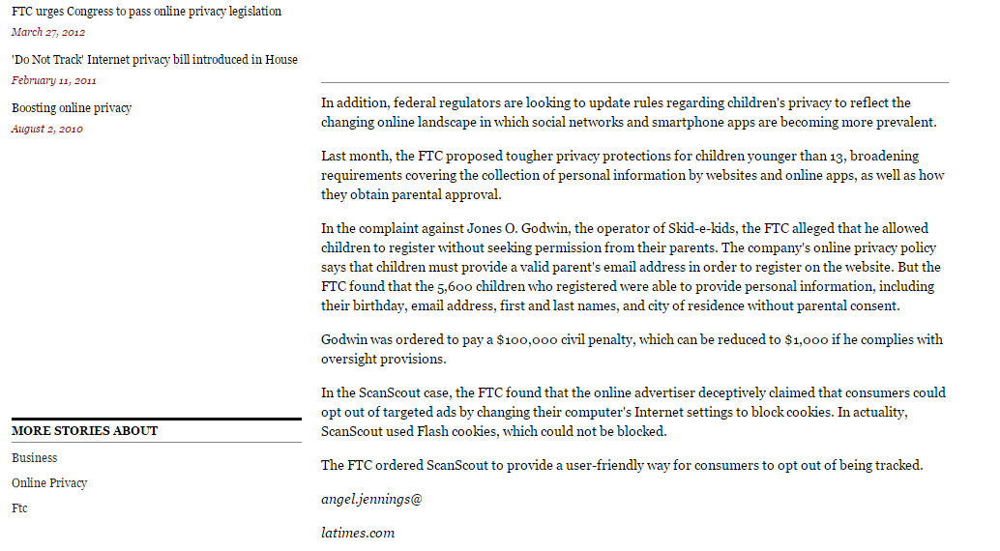 FTC urges Congress to pass online privacy legislation
March 27, 2012
'Do Not Track' Internet privacy bill introduced in House
February 11, 2011
Boosting online privacy
August 2, 2010
MORE STORIES ABOUT
Business
Online Privacy
Ftc
In addition, federal regulators are looking to update rules regarding children's privacy to reflect the
changing online landscape in which social networks and smartphone apps are becoming more prevalent.
Last month, the FTC proposed tougher privacy protections for children younger than 13, broadening
requirements covering the collection of personal information by websites and online apps, as well as how
they obtain parental approval.
In the complaint against Jones O. Godwin, the operator of Skid-e-kids, the FTC alleged that he allowed
children to register without seeking permission from their parents. The company's online privacy policy
says that children must provide a valid parent's email address in order to register on the website. But the
FTC found that the 5,600 children who registered were able to provide personal information, including
their birthday, email address, first and last names, and city of residence without parental consent.
Godwin was ordered to pay a $100,000 civil penalty, which can be reduced to $1,000 if he complies with
oversight provisions.
In the ScanScout case, the FTC found that the online advertiser deceptively claimed that consumers could
opt out of targeted ads by changing their computer's Internet settings to block cookies. In actuality,
ScanScout used Flash cookies, which could not be blocked.
The FTC ordered ScanScout to provide a user-friendly way for consumers to opt out of being tracked.
angel.jennings@
latimes.com